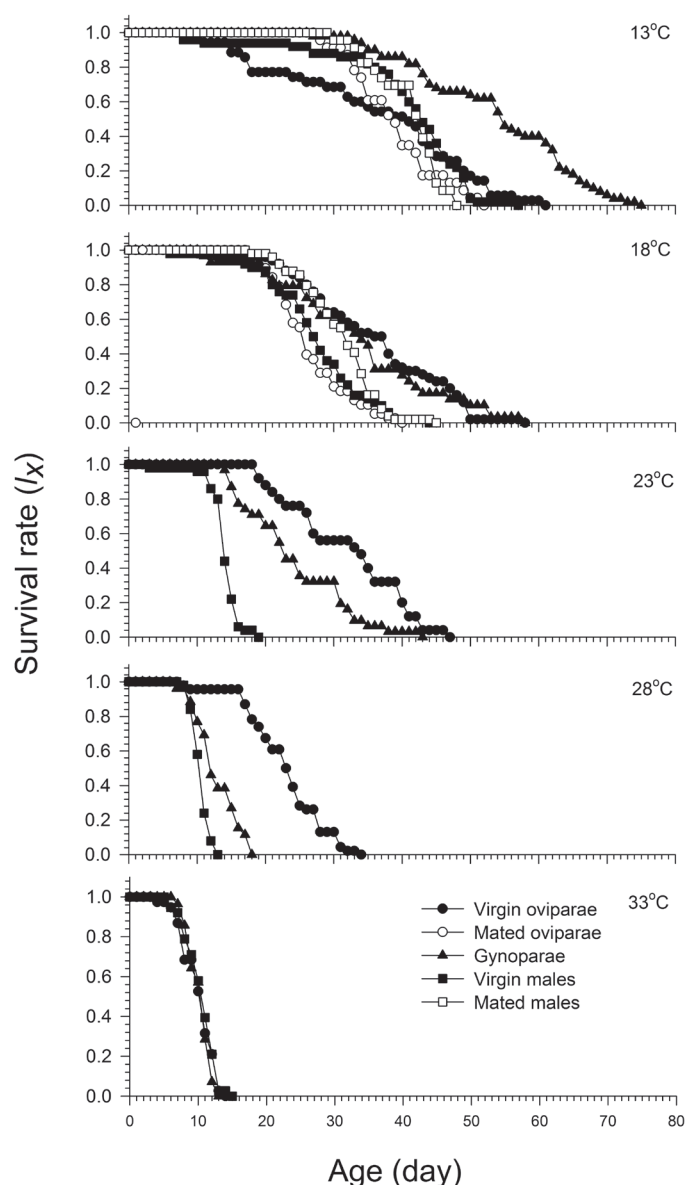 13°C
1.0
0.8
0.6
0.4
0.2
0.0
18°C
1.0
0.8
0.6
0.4
0.2
0.0
Survival rate (lx)
23°C
1.0
0.8
0.6
0.4
0.2
0.0
28°C
1.0
0.8
0.6
0.4
0.2
0.0
33°C
1.0
0.8
0.6
0.4
0.2
0.0
Virgin oviparae
Mated oviparae
Gynoparae
Virgin males
Mated males
0 10 20 30 40 50 60 70 80
Age (day)